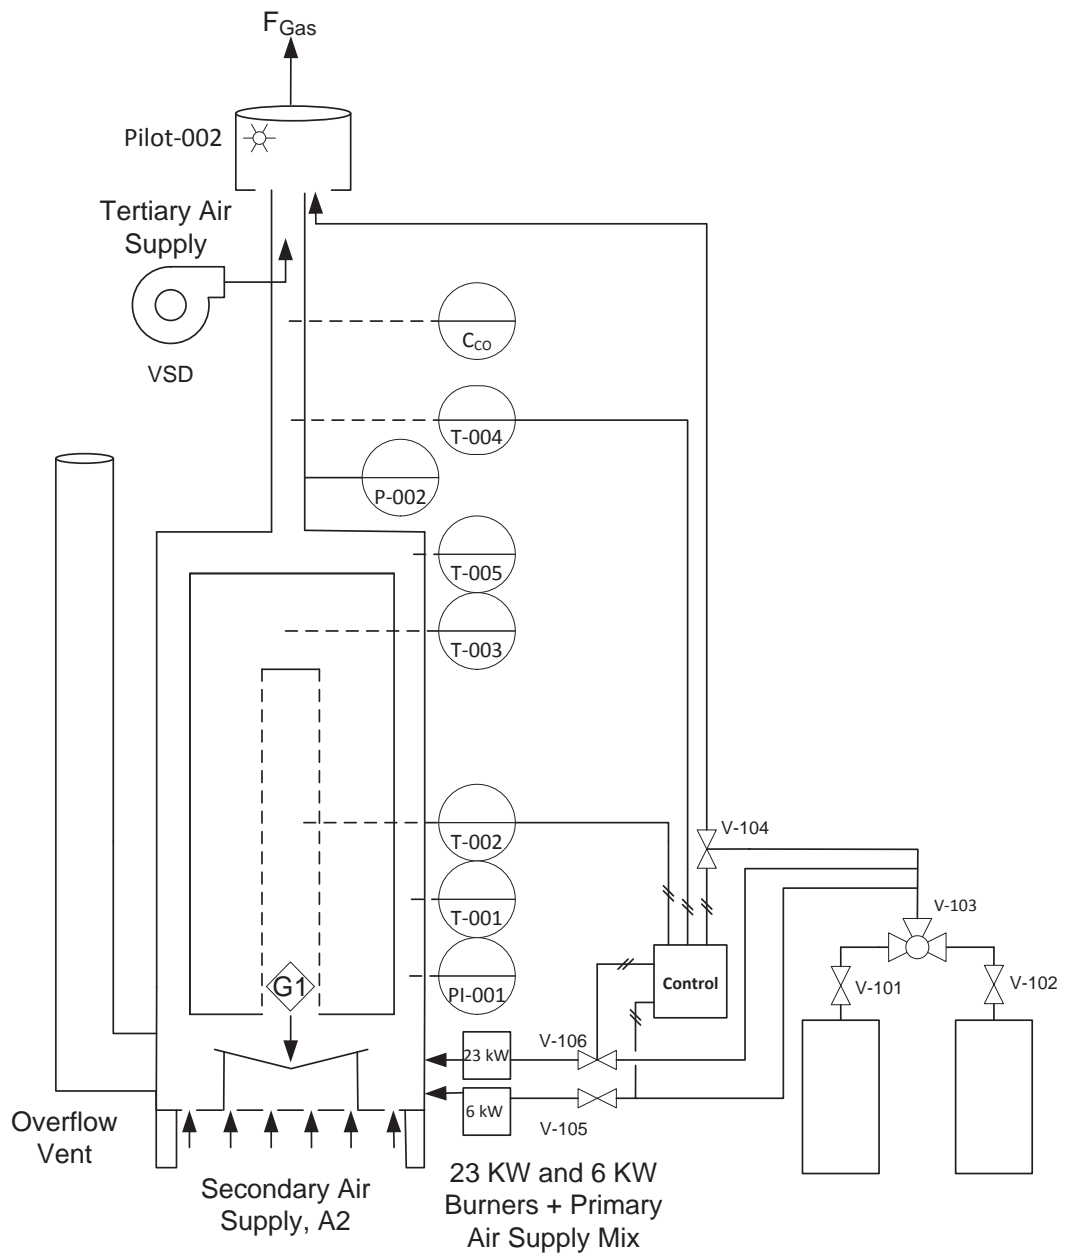 FGas
Pilot-002
Tertiary Air
Supply
VSD
CCO
T-004
P-002
T-005
T-003
T-002
T-001
PI-001
G1
V-104
V-103
V-101
V-102
Control
V-106
23 kW
6 kW
V-105
Overflow
Vent
Secondary Air
Supply, A2
23 KW and 6 KW
Burners + Primary
Air Supply Mix